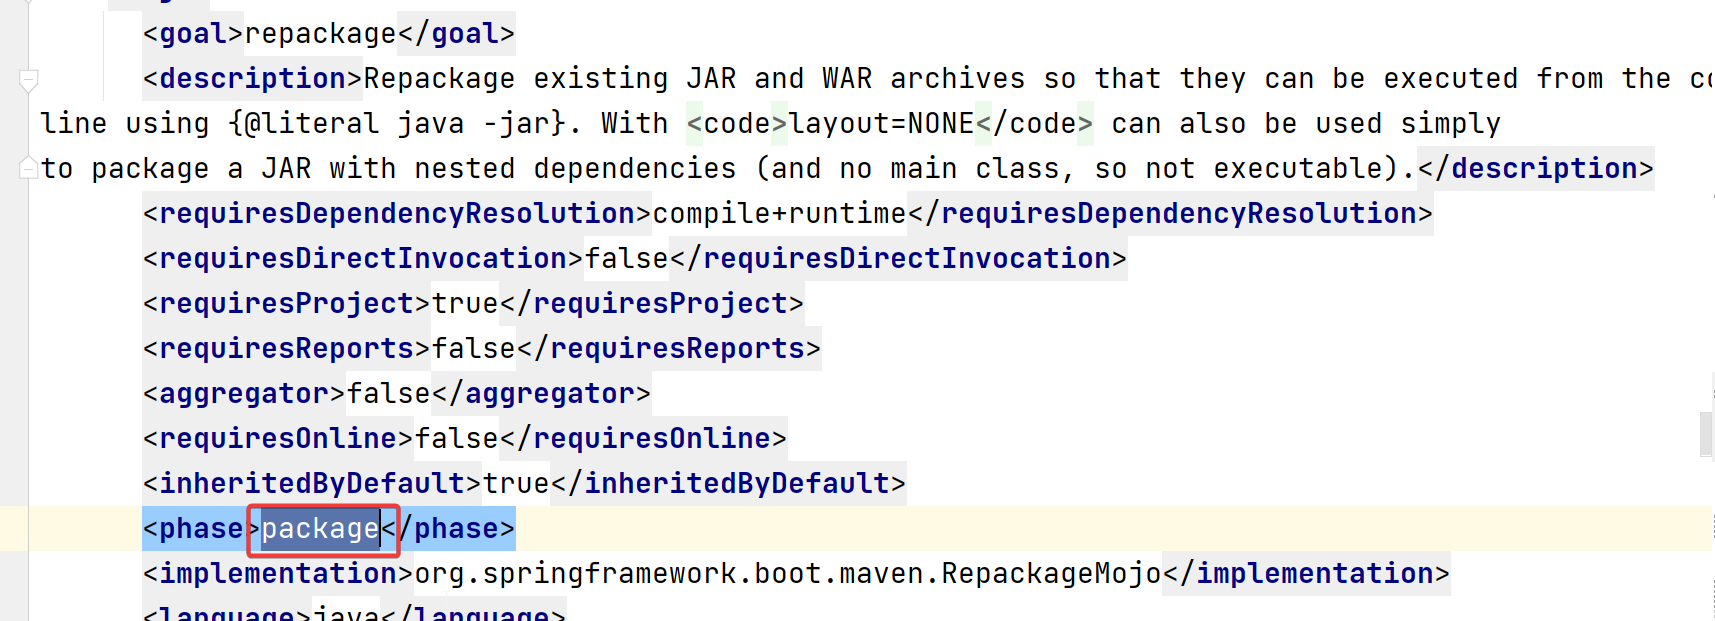 <goal>repackage</goal>
<description>Repackage existing JAR and WAR archives so that they can be executed from the
line using {@literal java -jar}. With <code>layout=NONE</code> can also be used simply
to package a JAR with nested dependencies (and no main class, so not executable).</description>
<requiresDependencyResolution>compile+runtime</requiresDependencyResolution>
<requiresDirectInvocation>false</requiresDirectInvocation>
<requiresProject>true</requiresProject>
<requiresReports>false</requiresReports>
<aggregator>false</aggregator>
<requiresOnline>false</requiresOnline>
<inheritedByDefault>true</inheritedByDefault>
<phase>package</phase>
<implementation>org.springframework.boot.maven.RepackageMojo</implementation>
<language>java</language>